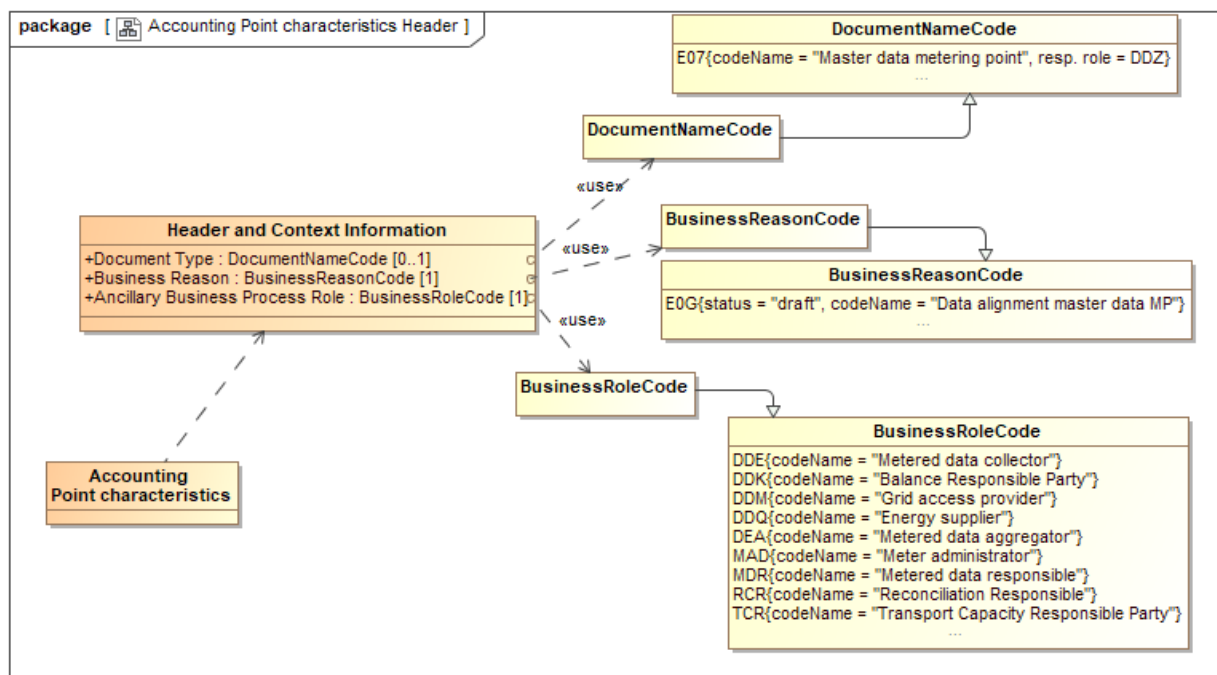 package [ Accounting Point characteristics Header ]
DocumentNameCode
E07{codeName = "Master data metering point", resp. role = DDZ}
...
DocumentNameCode
«use»
Header and Context Information
+Document Type : DocumentNameCode [0..1]
+Business Reason : BusinessReasonCode [1]
+Ancillary Business Process Role : BusinessRoleCode [1]
«use»
BusinessReasonCode
BusinessReasonCode
E0G{status = "draft", codeName = "Data alignment master data MP"}
...
«use»
BusinessRoleCode
BusinessRoleCode
DDE{codeName = "Metered data collector"}
DDK{codeName = "Balance Responsible Party"}
DDM{codeName = "Grid access provider"}
DDQ{codeName = "Energy supplier"}
DEA{codeName = "Metered data aggregator"}
MAD{codeName = "Meter administrator"}
MDR{codeName = "Metered data responsible"}
RCR{codeName = "Reconciliation Responsible"}
TCR{codeName = "Transport Capacity Responsible Party"}
...
Accounting
Point characteristics